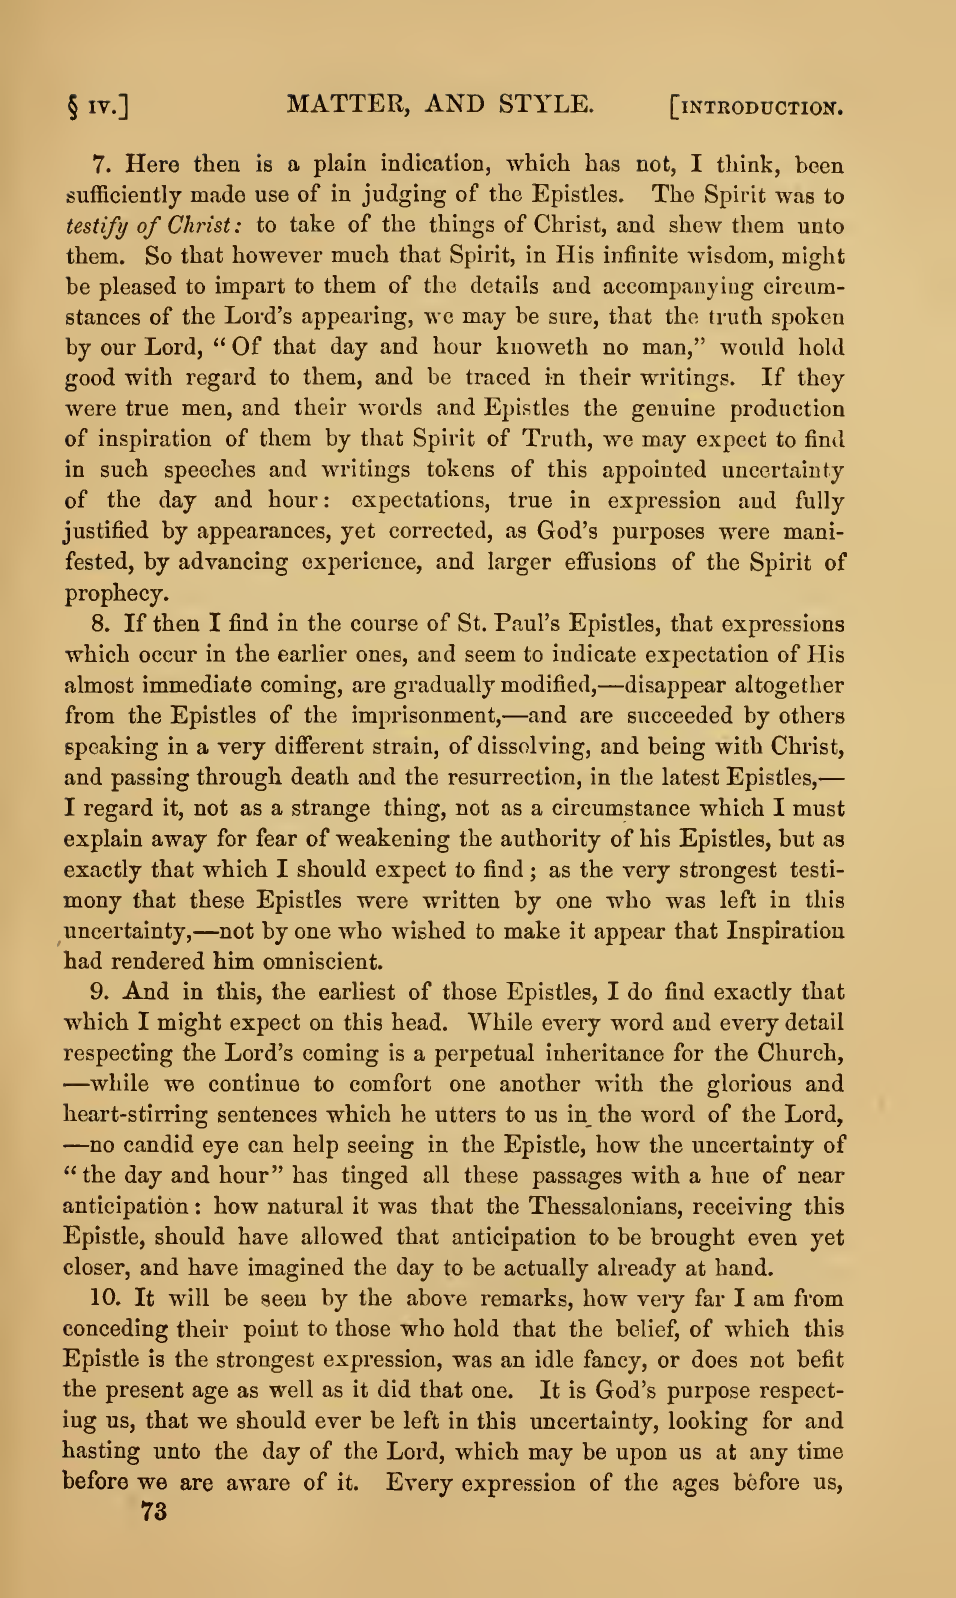 § IV.] MATTER, AND STYLE. [INTRODUCTION.
7. Here then is a plain indication, which has not, I think, been
sufficiently made use of in judging of the Epistles. The Spirit was to
testify of Christ: to take of the things of Christ, and shew them unto
them. So that however much that Spirit, in His infinite wisdom, might
be pleased to impart to them of the details and accompanying circum-
stances of the Lord's appearing, we may be sure, that the truth spoken
by our Lord, “Of that day and hour knoweth no man,” would hold
good with regard to them, and be traced in their writings. If they
were true men, and their words and Epistles the genuine production
of inspiration of them by that Spirit of Truth, we may expect to find
in such speeches and writings tokens of this appointed uncertainty
of the day and hour: expectations, true in expression and fully
justified by appearances, yet corrected, as God's purposes were mani-
fested, by advancing experience, and larger effusions of the Spirit of
prophecy.
8. If then I find in the course of St. Paul's Epistles, that expressions
which occur in the earlier ones, and seem to indicate expectation of His
almost immediate coming, are gradually modified,—disappear altogether
from the Epistles of the imprisonment,—and are succeeded by others
speaking in a very different strain, of dissolving, and being with Christ,
and passing through death and the resurrection, in the latest Epistles,—
I regard it, not as a strange thing, not as a circumstance which I must
explain away for fear of weakening the authority of his Epistles, but as
exactly that which I should expect to find; as the very strongest testi-
mony that these Epistles were written by one who was left in this
uncertainty,—not by one who wished to make it appear that Inspiration
had rendered him omniscient.
9. And in this, the earliest of those Epistles, I do find exactly that
which I might expect on this head. While every word and every detail
respecting the Lord's coming is a perpetual inheritance for the Church,
—while we continue to comfort one another with the glorious and
heart-stirring sentences which he utters to us in the word of the Lord,
—no candid eye can help seeing in the Epistle, how the uncertainty of
“the day and hour” has tinged all these passages with a hue of near
anticipation: how natural it was that the Thessalonians, receiving this
Epistle, should have allowed that anticipation to be brought even yet
closer, and have imagined the day to be actually already at hand.
10. It will be seen by the above remarks, how very far I am from
conceding their point to those who hold that the belief, of which this
Epistle is the strongest expression, was an idle fancy, or does not befit
the present age as well as it did that one. It is God's purpose respect-
ing us, that we should ever be left in this uncertainty, looking for and
hasting unto the day of the Lord, which may be upon us at any time
before we are aware of it. Every expression of the ages before us,
73